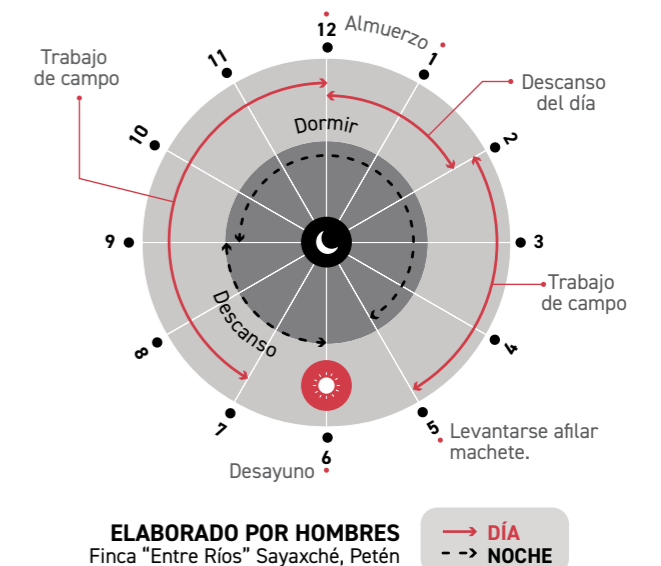 12
Almuerzo
1
Descanso
del día
2
3
Trabajo
de campo
4
5
Levantarse afilar
machete.
6
Desayuno
7
8
9
10
11
Trabajo
de campo
Dormir
Descanso
ELABORADO POR HOMBRES
Finca “Entre Ríos” Sayaxché, Petén
DÍA
NOCHE